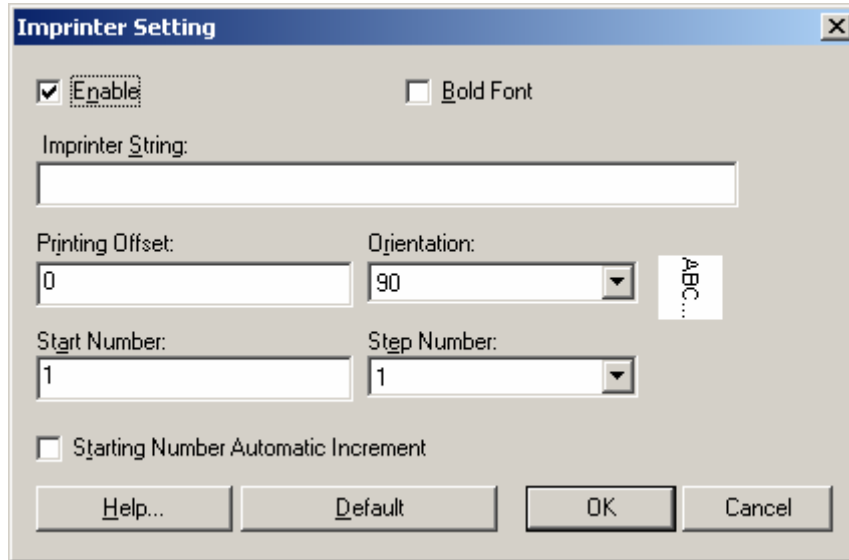 Imprinter Setting
Enable Bold Font
Imprinter String:
Printing Offset: Orientation:
0 90 ABC...
Start Number: Step Number:
1 1
Starting Number Automatic Increment
Help... Default OK Cancel